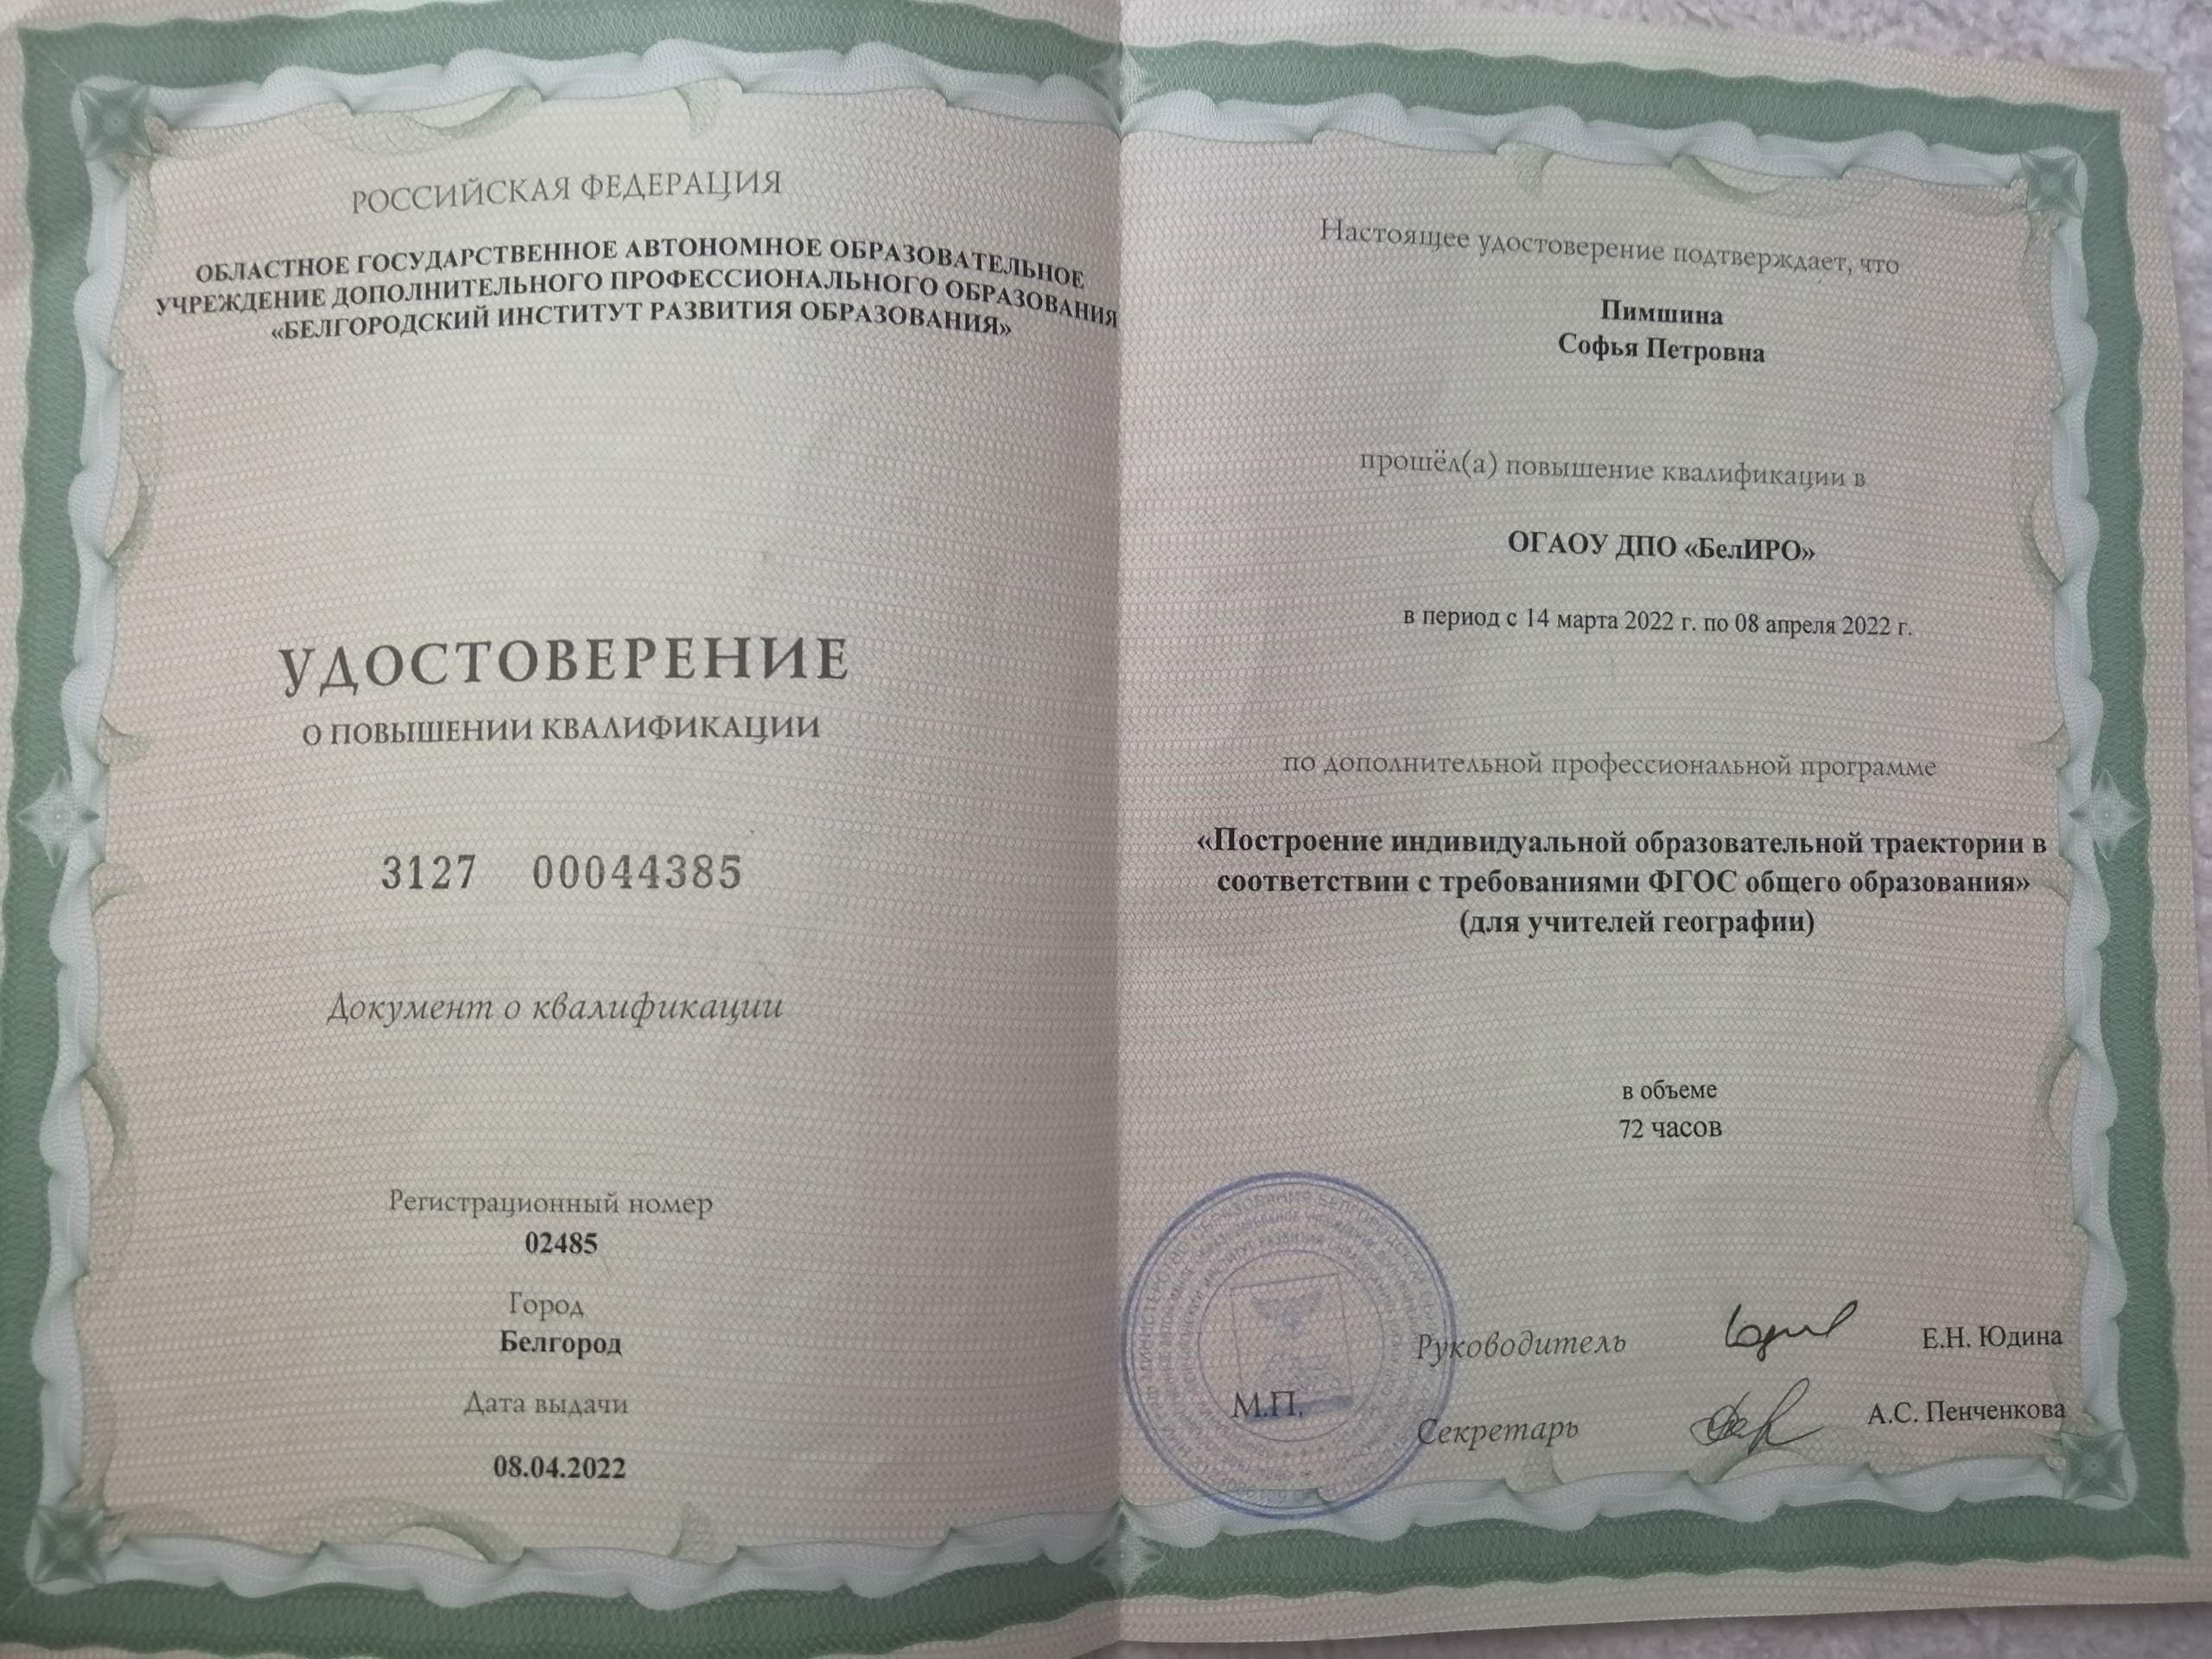 РОССИЙСКАЯ ФЕДЕРАЦИЯ
ОБЛАСТНОЕ ГОСУДАРСТВЕННОЕ АВТОНОМНОЕ ОБРАЗОВАТЕЛЬНОЕ
УЧРЕЖДЕНИЕ ДОПОЛНИТЕЛЬНОГО ПРОФЕССИОНАЛЬНОГО ОБРАЗОВАНИЯ
«БЕЛГОРОДСКИЙ ИНСТИТУТ РАЗВИТИЯ ОБРАЗОВАНИЯ»
УДОСТОВЕРЕНИЕ
О ПОВЫШЕНИИ КВАЛИФИКАЦИИ
3127 00044385
Документ о квалификации
Регистрационный номер
02485
Город
Белгород
Дата выдачи
08.04.2022
Настоящее удостоверение подтверждает, что
Пимшина
Софья Петровна
прошёл(а) повышение квалификации в
ОГАОУ ДПО «БелИРО»
в период с 14 марта 2022 г. по 08 апреля 2022 г.
по дополнительной профессиональной программе
«Построение индивидуальной образовательной траектории в
соответствии с требованиями ФГОС общего образования»
(для учителей географии)
в объеме
72 часов
Руководитель Е.Н. Юдина
М.П.
Секретарь А.С. Пенченкова